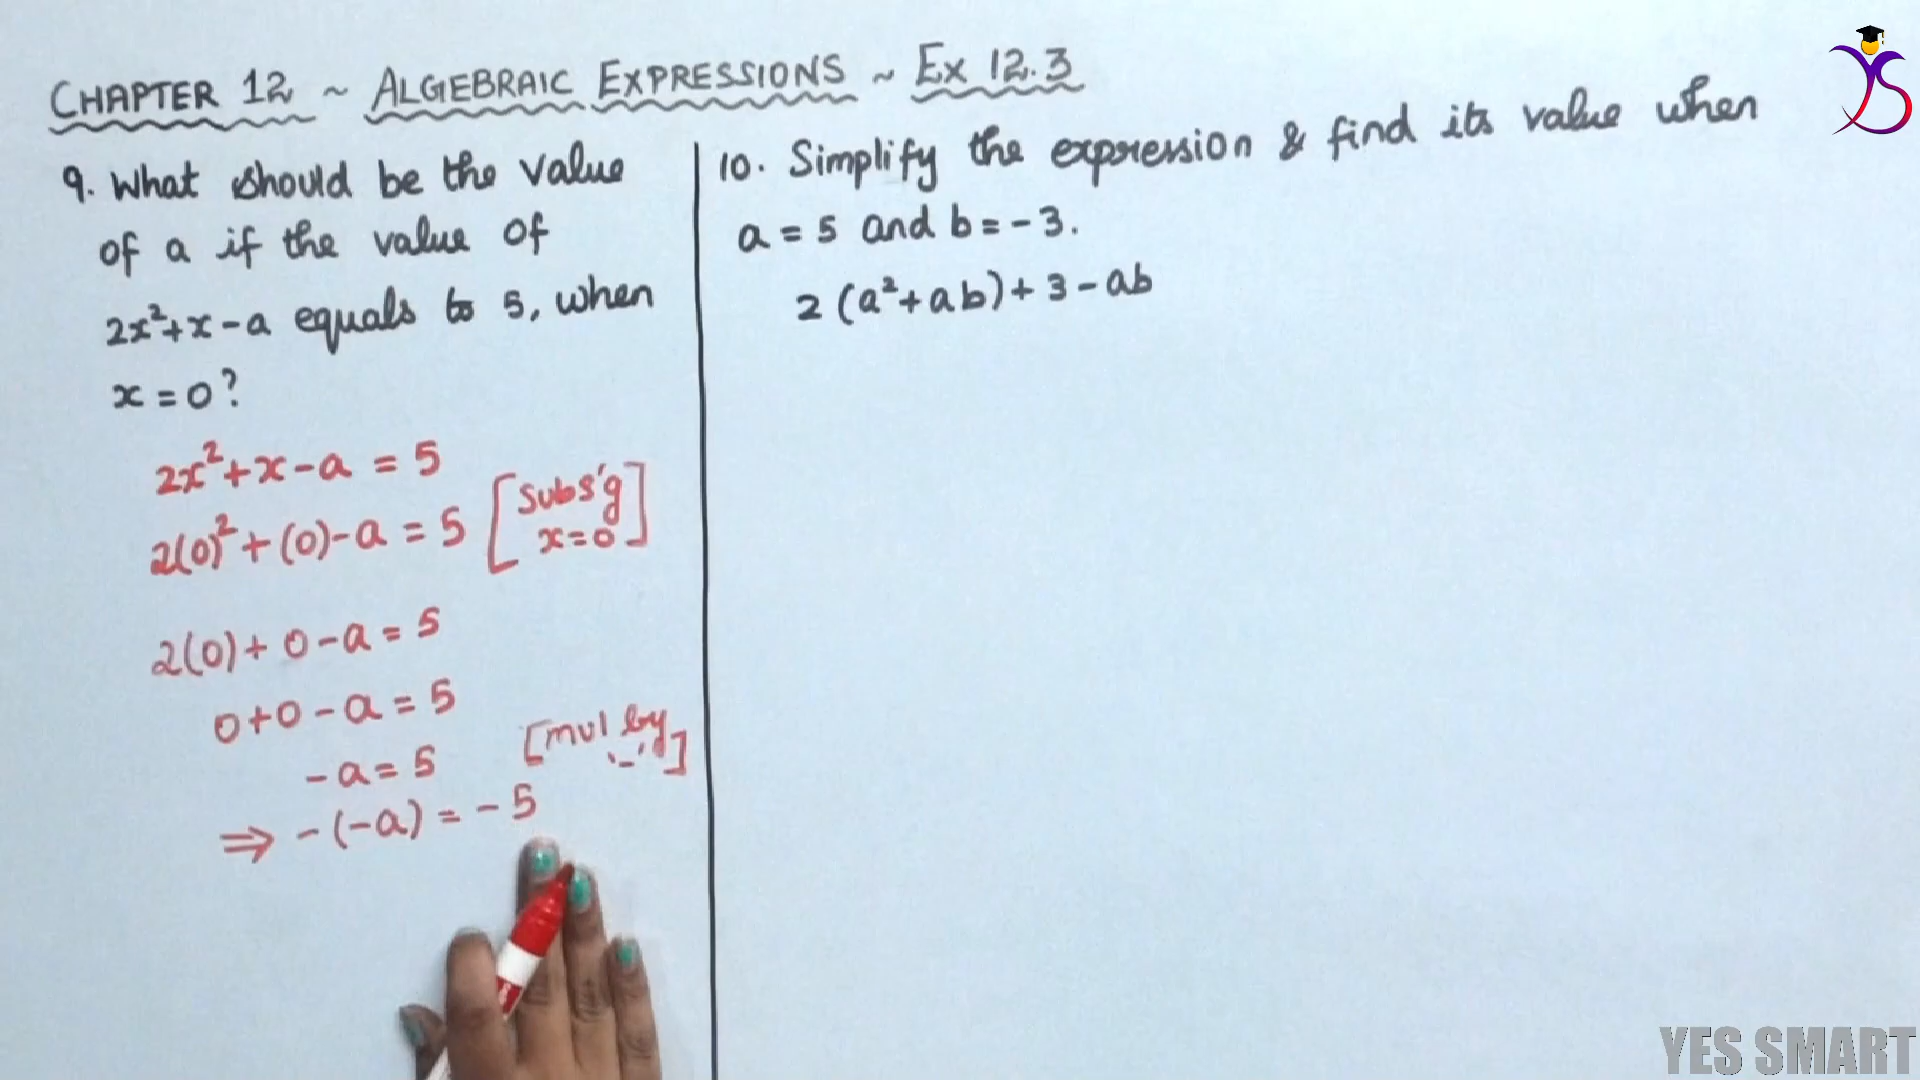 CHAPTER 12 ~ ALGEBRAIC EXPRESSIONS ~ EX 12.3
9. What should be the value
of a if the value of
2x²+x-a equals to 5, when
x = 0?
2x²+x-a = 5
2(0)²+(0)-a = 5 [subs'g x=0]
2(0)+0-a = 5
0+0-a = 5
-a = 5 [mul by '-']
⇒ -(-a) = -5
10. Simplify the expression & find its value when
a = 5 and b = -3.
2(a²+ab)+3-ab
YES SMART